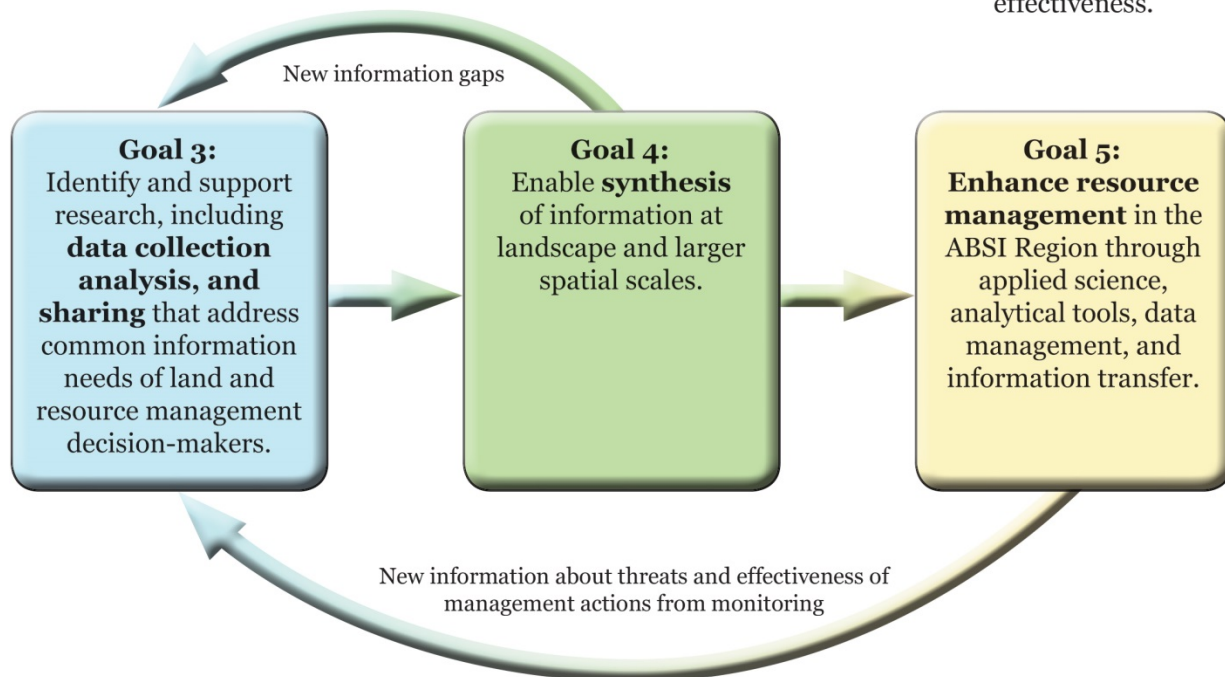 effectiveness.
New information gaps
Goal 3:
Identify and support
research, including
data collection
analysis, and
sharing that address
common information
needs of land and
resource management
decision-makers.
Goal 4:
Enable synthesis
of information at
landscape and larger
spatial scales.
Goal 5:
Enhance resource
management in the
ABSI Region through
applied science,
analytical tools, data
management, and
information transfer.
New information about threats and effectiveness of
management actions from monitoring